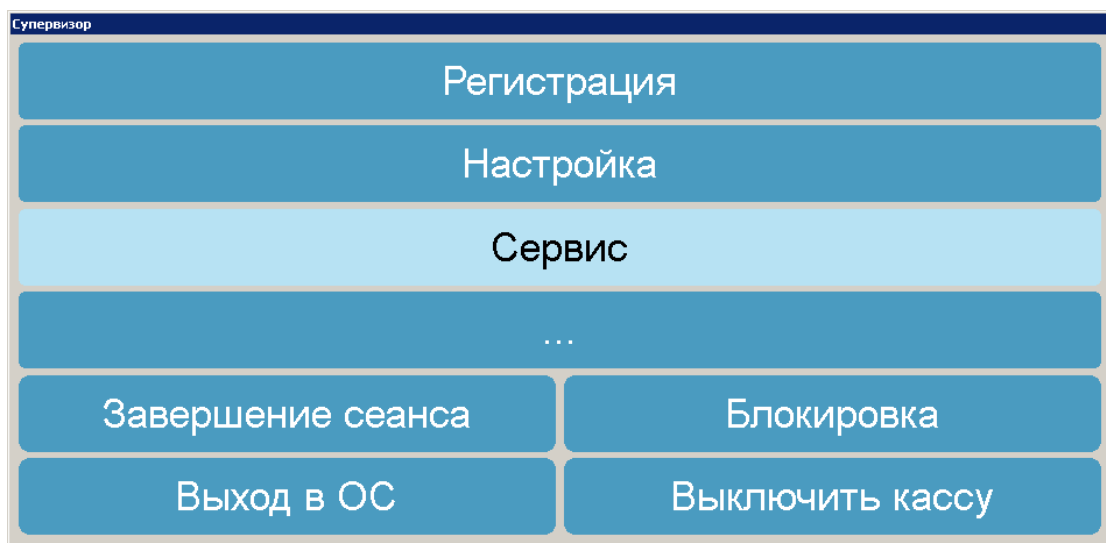 Супервизор
Регистрация
Настройка
Сервис
...
Завершение сеанса
Блокировка
Выход в ОС
Выключить кассу